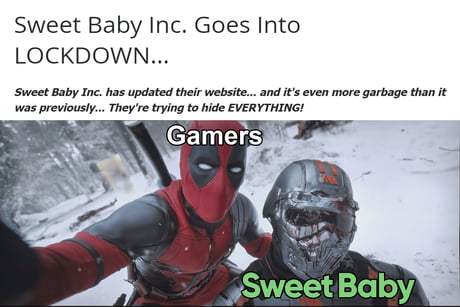 Sweet Baby Inc. Goes Into
LOCKDOWN...
Sweet Baby Inc. has updated their website... and it's even more garbage than it
was previously... They're trying to hide EVERYTHING!
Gamers
Sweet Baby